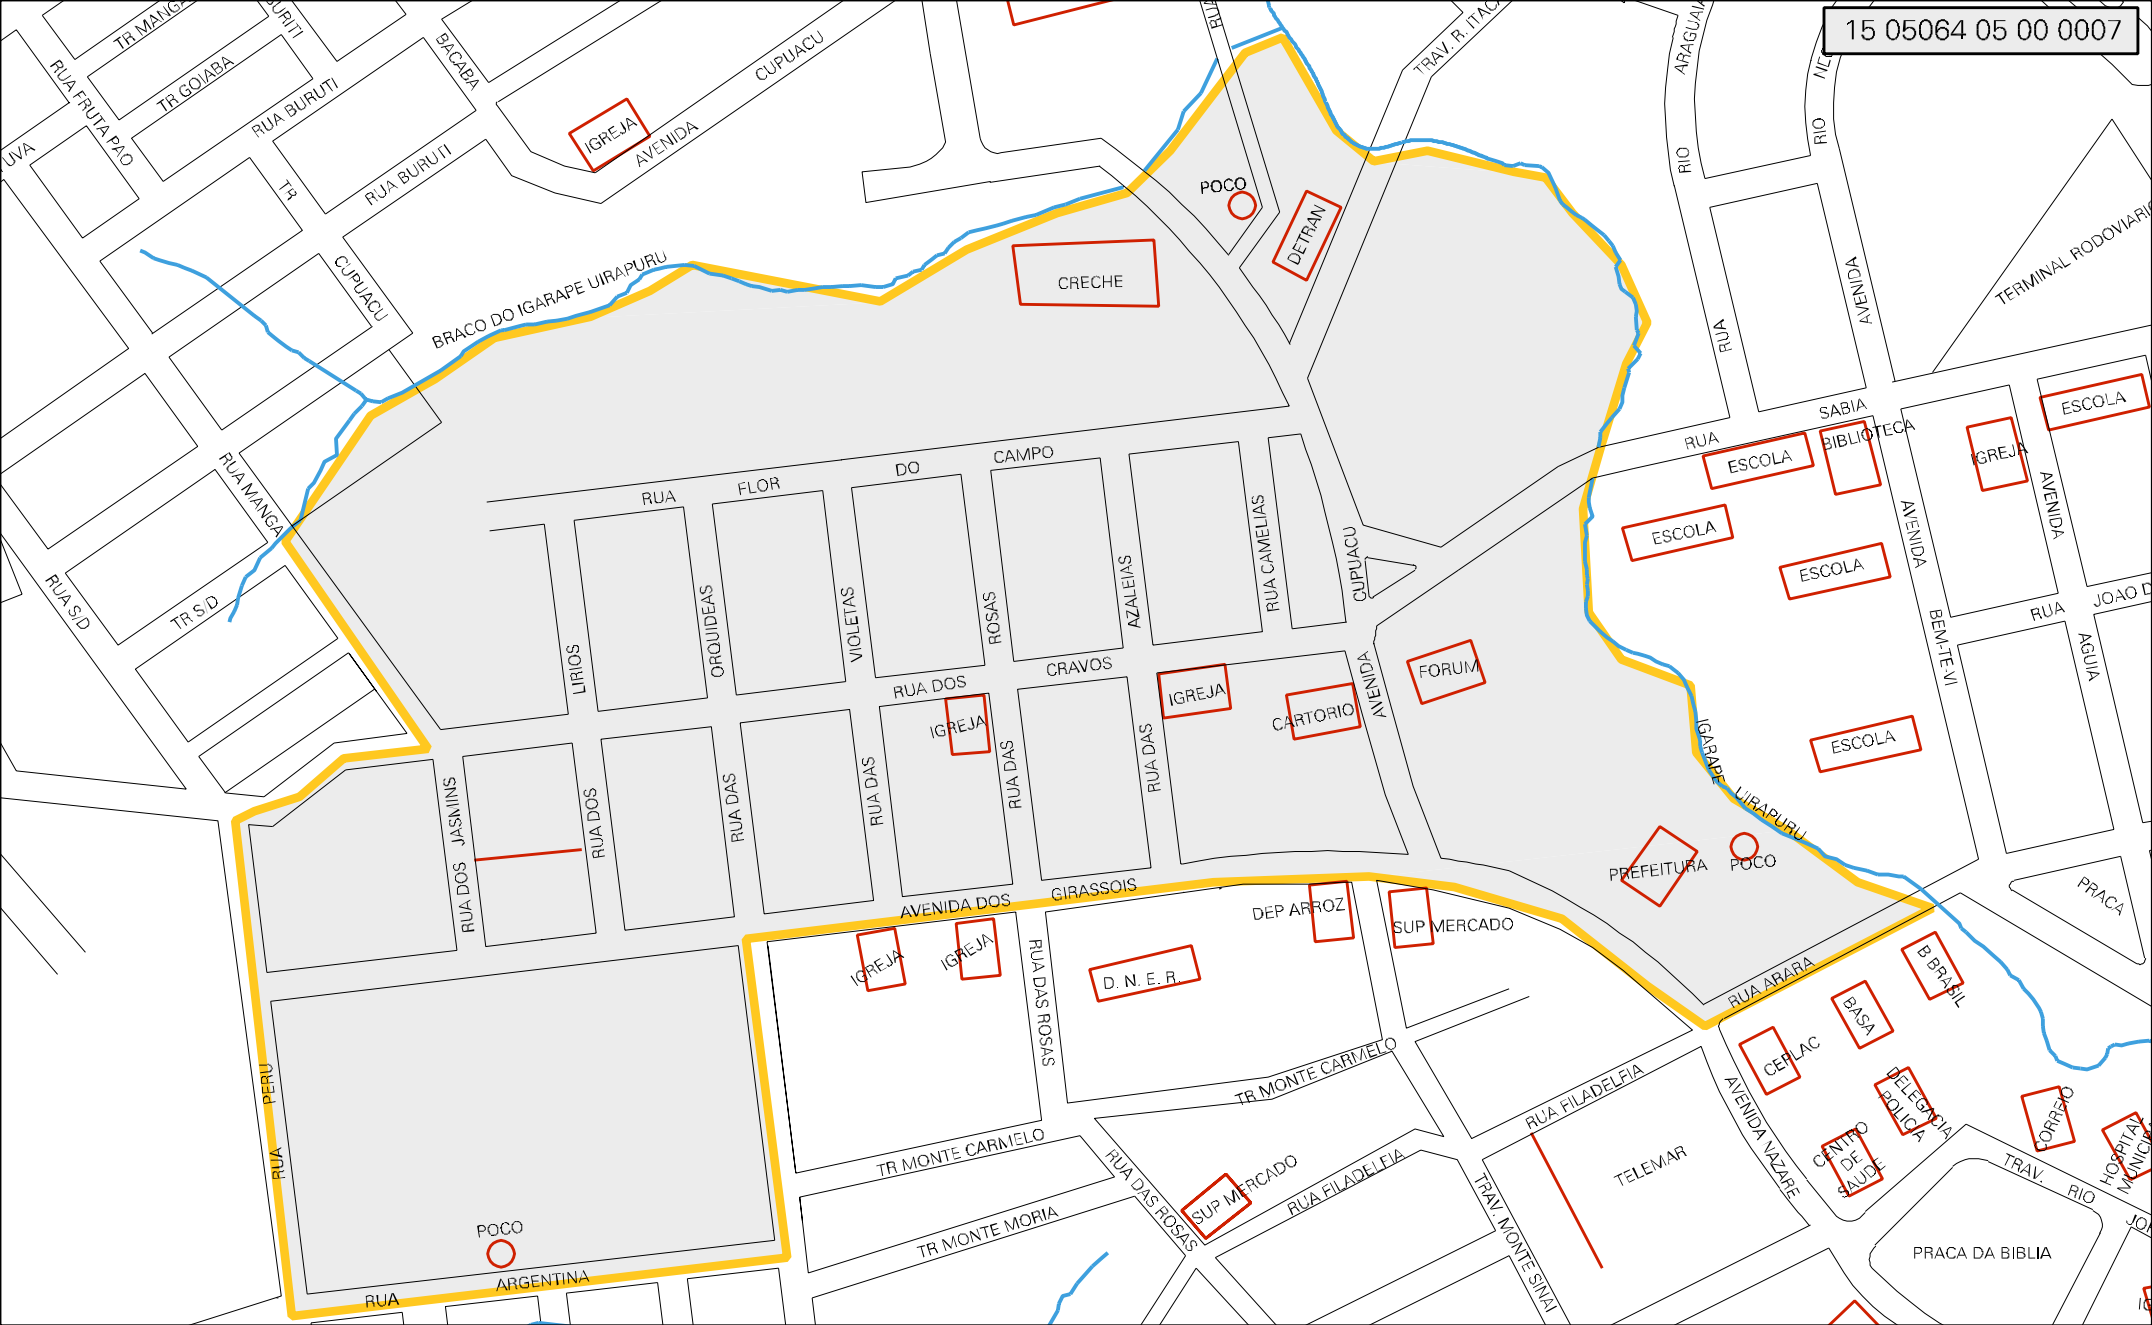 15 05064 05 00 0007
TR MANGA
BURITI
BACABA
RUA FRUTA PAO
TR GOIABA
RUA BURUTI
UVA
RUA BURUTI
TR
CUPUACU
IGREJA
AVENIDA
CUPUACU
RUA
TRAV. R. ITACA
ARAGUAIA
RIO
RUA
RIO
AVENIDA
TERMINAL RODOVIARIO
POCO
DETRAN
CRECHE
BRACO DO IGARAPE UIRAPURU
RUA MANGA
RUA S/D
TR S/D
RUA
FLOR
DO
CAMPO
RUA
SABIA
ESCOLA
BIBLIOTECA
IGREJA
ESCOLA
ESCOLA
ESCOLA
ESCOLA
AVENIDA
BEM-TE-VI
AVENIDA
AGUIA
RUA
JOAO D
LIRIOS
ORQUIDEAS
VIOLETAS
ROSAS
AZALEIAS
RUA CAMELIAS
CUPUACU
AVENIDA
RUA DOS
CRAVOS
IGREJA
IGREJA
CARTORIO
FORUM
IGARAPE
UIRAPURU
JASMINS
RUA DOS
RUA DOS
RUA DAS
RUA DAS
RUA DAS
RUA DAS
PREFEITURA
POCO
AVENIDA DOS
GIRASSOIS
DEP ARROZ
SUP MERCADO
IGREJA
IGREJA
D. N. E. R.
RUA DAS ROSAS
RUA ARARA
B BRASIL
BASA
CEPLAC
PRACA
DELEGACIA
POLICIA
CENTRO
DE
SAUDE
CORREIO
HOSPITAL
TRAV.
RIO
PRACA DA BIBLIA
AVENIDA NAZARE
TELEMAR
RUA FILADELFIA
TR MONTE CARMELO
TR MONTE CARMELO
RUA DAS ROSAS
SUP MERCADO
RUA FILADELFIA
TRAV. MONTE SINAI
TR MONTE MORIA
PERU
RUA
POCO
ARGENTINA
RUA